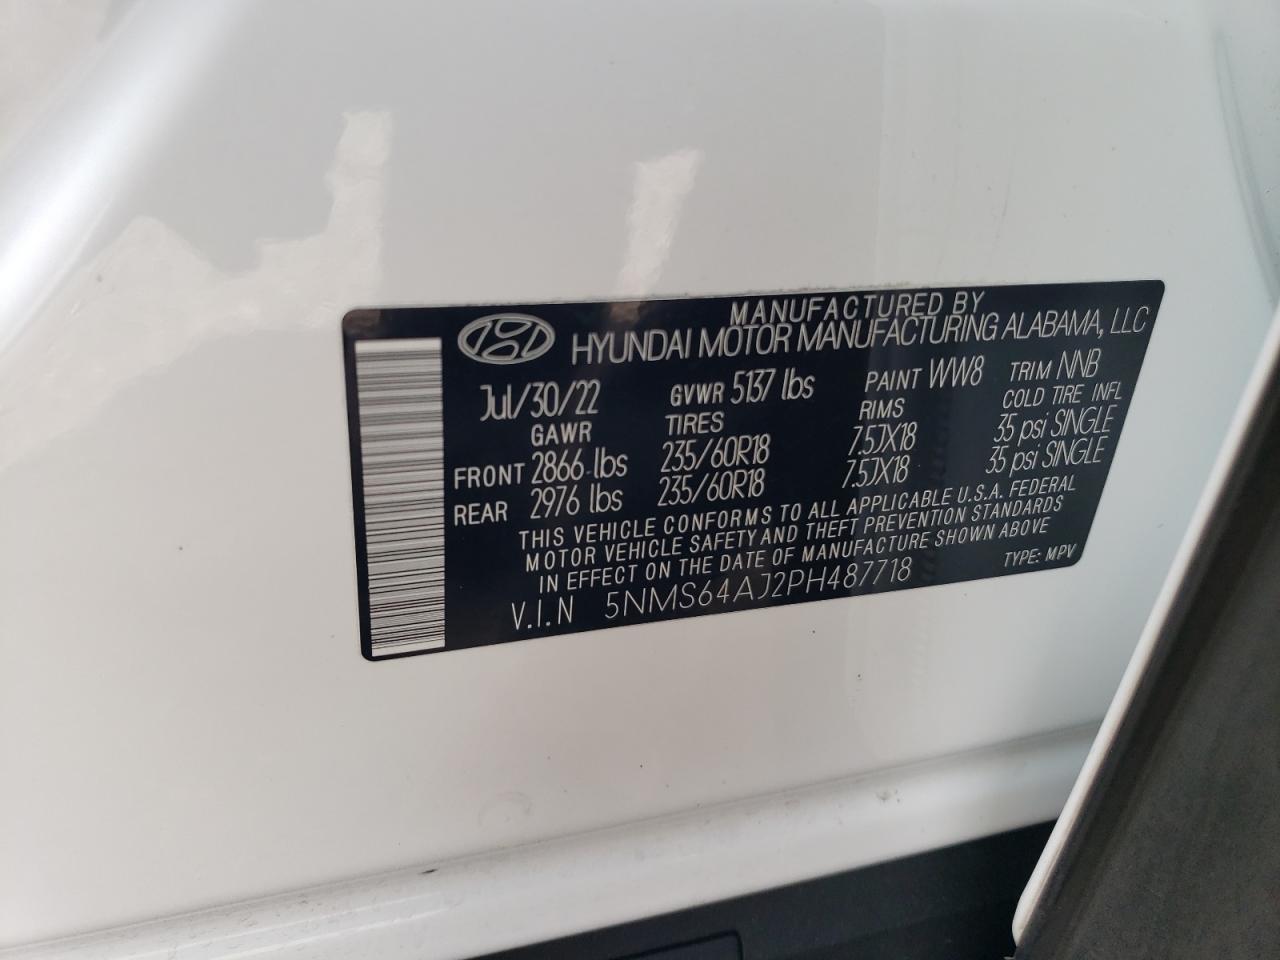 MANUFACTURED BY
HYUNDAI MOTOR MANUFACTURING ALABAMA, LLC
Jul/30/22 GVWR 5137 lbs PAINT WW8 TRIM NNB
GAWR TIRES RIMS COLD TIRE INFL
FRONT 2866 lbs 235/60R18 7.5JX18 35 psi SINGLE
REAR 2976 lbs 235/60R18 7.5JX18 35 psi SINGLE
THIS VEHICLE CONFORMS TO ALL APPLICABLE U.S.A. FEDERAL
MOTOR VEHICLE SAFETY AND THEFT PREVENTION STANDARDS
IN EFFECT ON THE DATE OF MANUFACTURE SHOWN ABOVE
V.I.N 5NMS64AJ2PH487718 TYPE: MPV